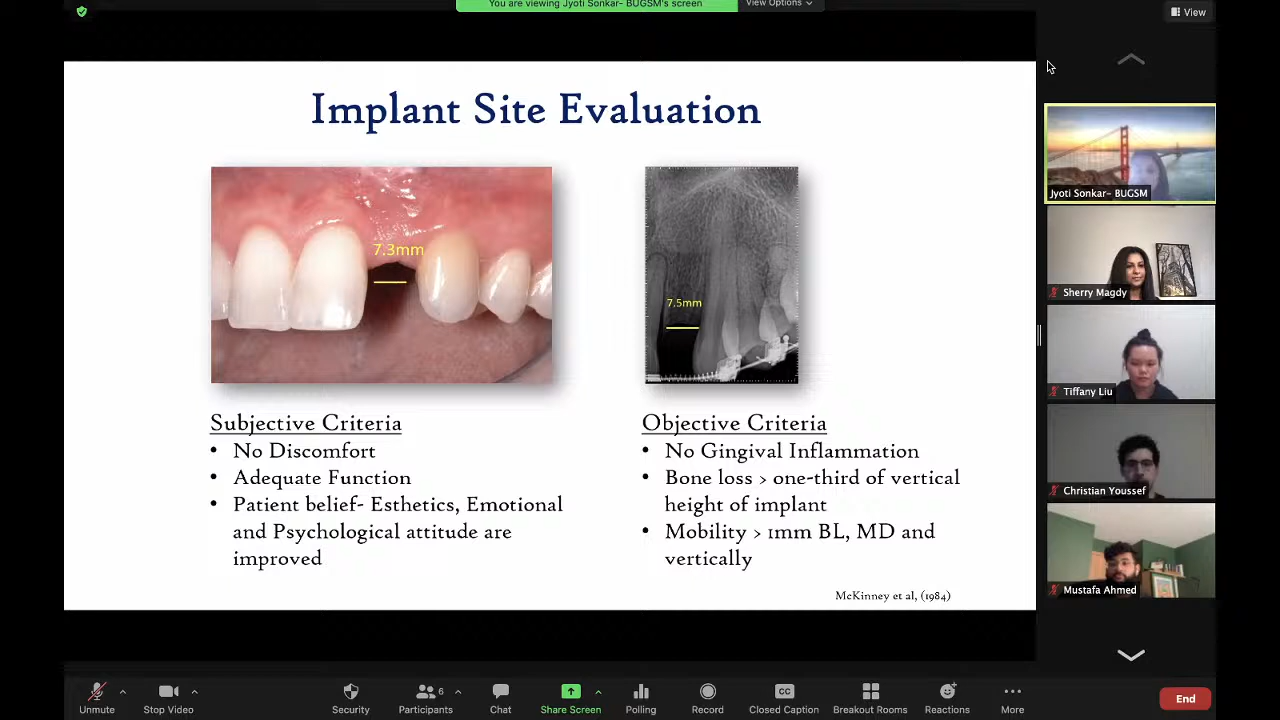 You are viewing Jyoti Sonkar- BUGSM's screen
View Options
View
Implant Site Evaluation
7.3mm
7.5mm
Subjective Criteria
• No Discomfort
• Adequate Function
• Patient belief- Esthetics, Emotional
and Psychological attitude are
improved
Objective Criteria
• No Gingival Inflammation
• Bone loss > one-third of vertical
height of implant
• Mobility > 1mm BL, MD and
vertically
McKinney et al, (1984)
Jyoti Sonkar- BUGSM
Sherry Magdy
Tiffany Liu
Christian Youssef
Mustafa Ahmed
Unmute
Stop Video
Security
Participants
6
Chat
Share Screen
Polling
Record
CC
Closed Caption
Breakout Rooms
Reactions
More
End